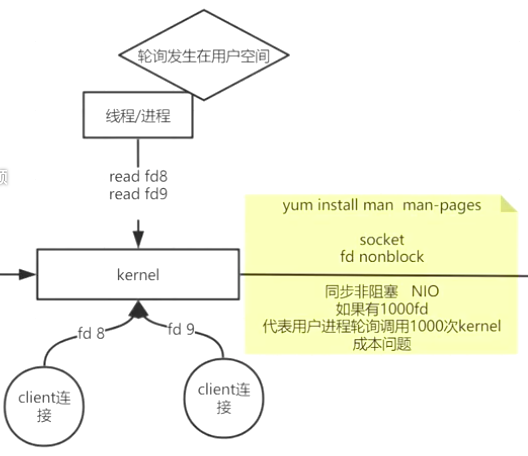 轮询发生在用户空间
线程/进程
read fd8
read fd9
yum install man man-pages
socket
fd nonblock
kernel
同步非阻塞 NIO
如果有1000fd
代表用户进程轮询调用1000次kernel
成本问题
fd 8
fd 9
client连
接
client连
接